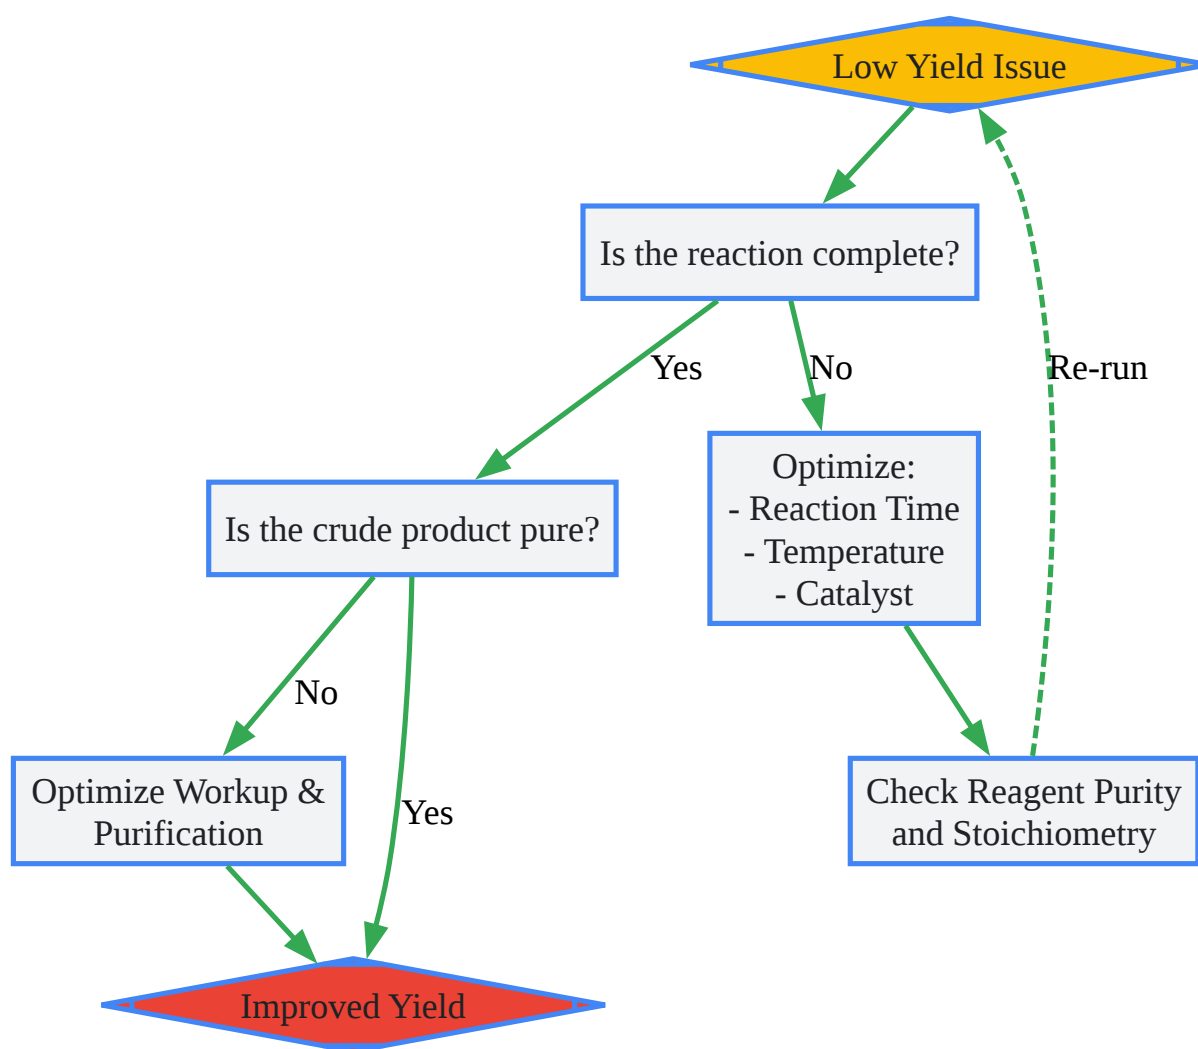 Low Yield Issue
Is the reaction complete?
Yes
No
Re-run
Optimize:
- Reaction Time
- Temperature
- Catalyst
Is the crude product pure?
No
Yes
Optimize Workup &
Purification
Check Reagent Purity
and Stoichiometry
Improved Yield